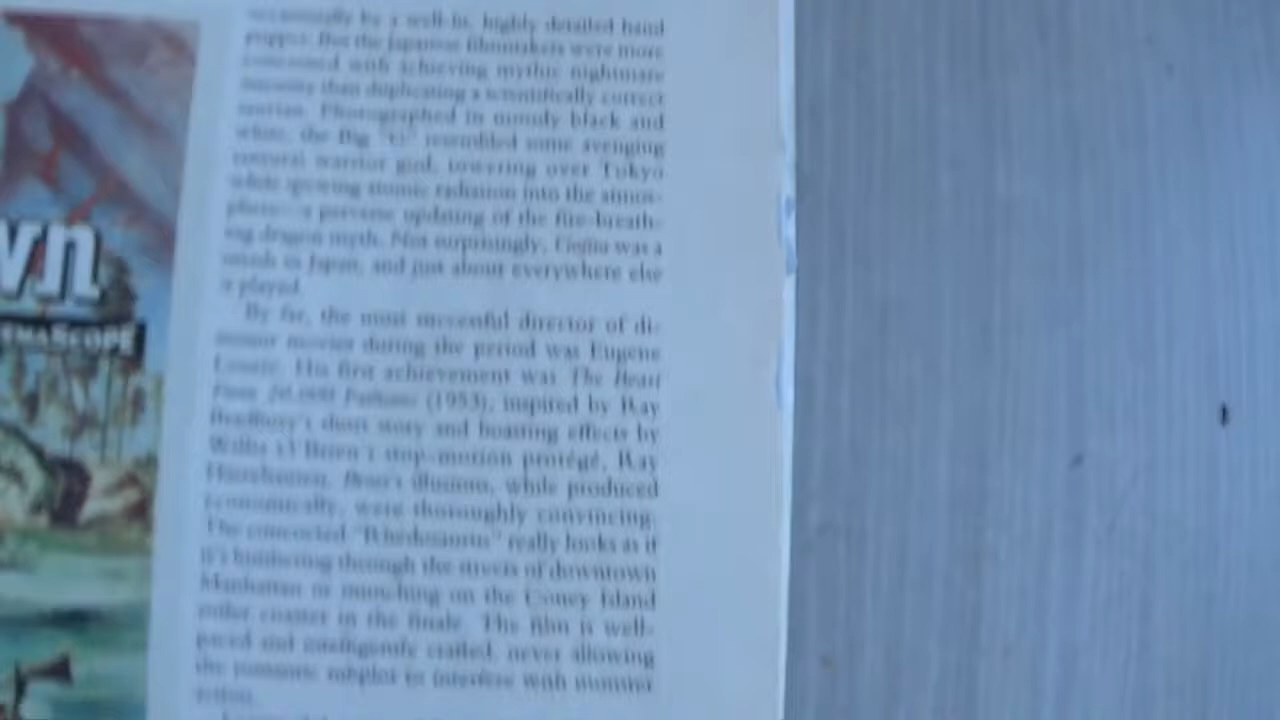 wn
EMASCOPE
occasionally be a well-lit, highly detailed hand
puppet. But the Japanese filmmakers were more
concerned with achieving mythic nightmare
than duplicating a scientifically correct
saurian. Photographed in moody black and
white, the Big "G" resembled some avenging
warrior god, towering over Tokyo
while spewing atomic radiation into the atmos-
phere—a perverse updating of the fire-breath-
ing dragon myth. Not surprisingly, Gojira was a
smash in Japan, and just about everywhere else
it played.
By far, the most successful director of di-
nosaur movies during the period was Eugene
Lourie. His first achievement was The Beast
From 20,000 Fathoms (1953), inspired by Ray
Bradbury's short story and boasting effects by
Willis O'Brien's stop-motion protégé, Ray
Harryhausen. Beast's illusions, while produced
economically, were thoroughly convincing.
The concocted "Rhedosaurus" really looks as if
it's lumbering through the streets of downtown
Manhattan or munching on the Coney Island
roller coaster in the finale. The film is well-
paced and intelligently crafted, never allowing
the romantic subplot to interfere with monster
action.